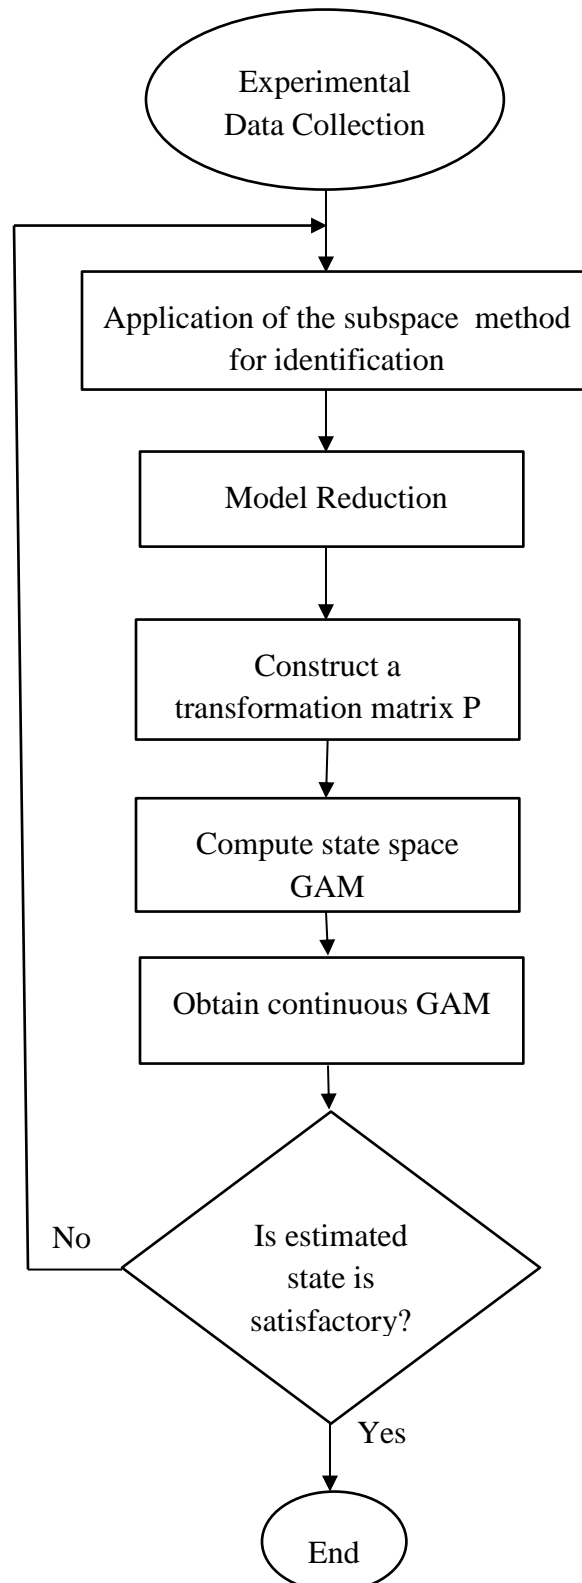 Experimental
Data Collection
Application of the subspace method
for identification
Model Reduction
Construct a
transformation matrix P
Compute state space
GAM
Obtain continuous GAM
No
Is estimated
state is
satisfactory?
Yes
End